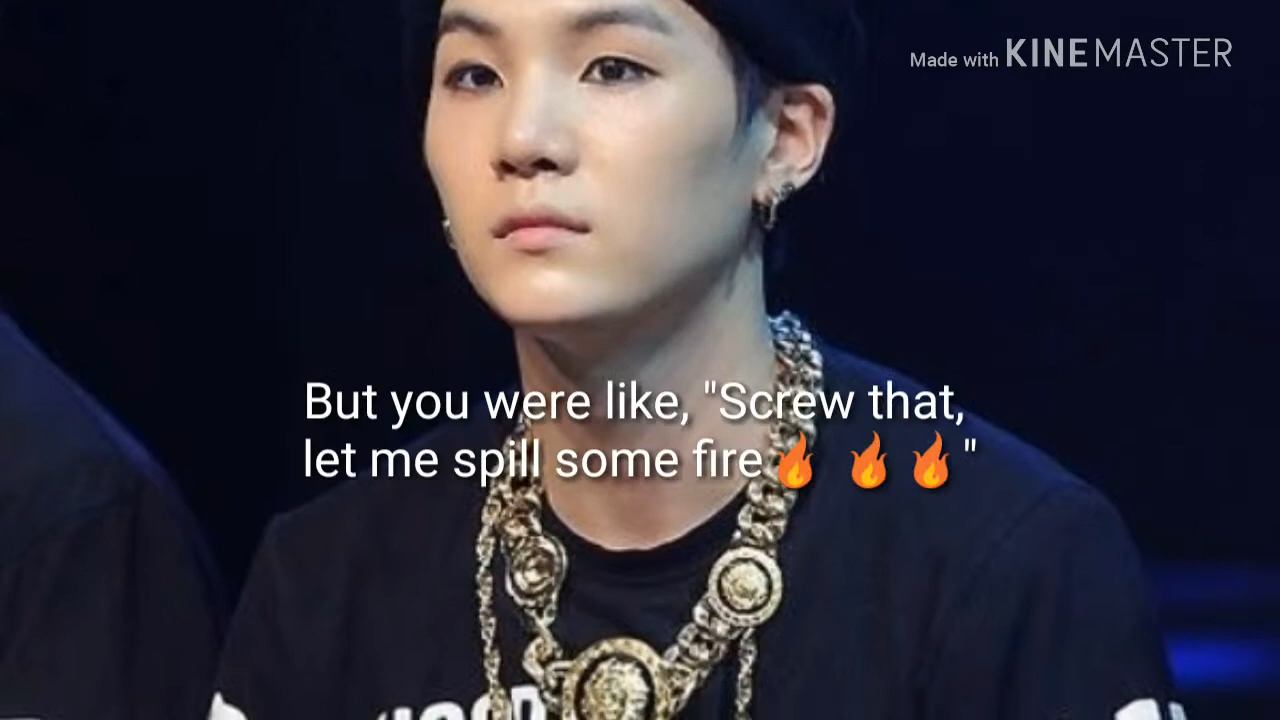 Made with KINEMASTER
But you were like, "Screw that,
let me spill some fire🔥 🔥 🔥"